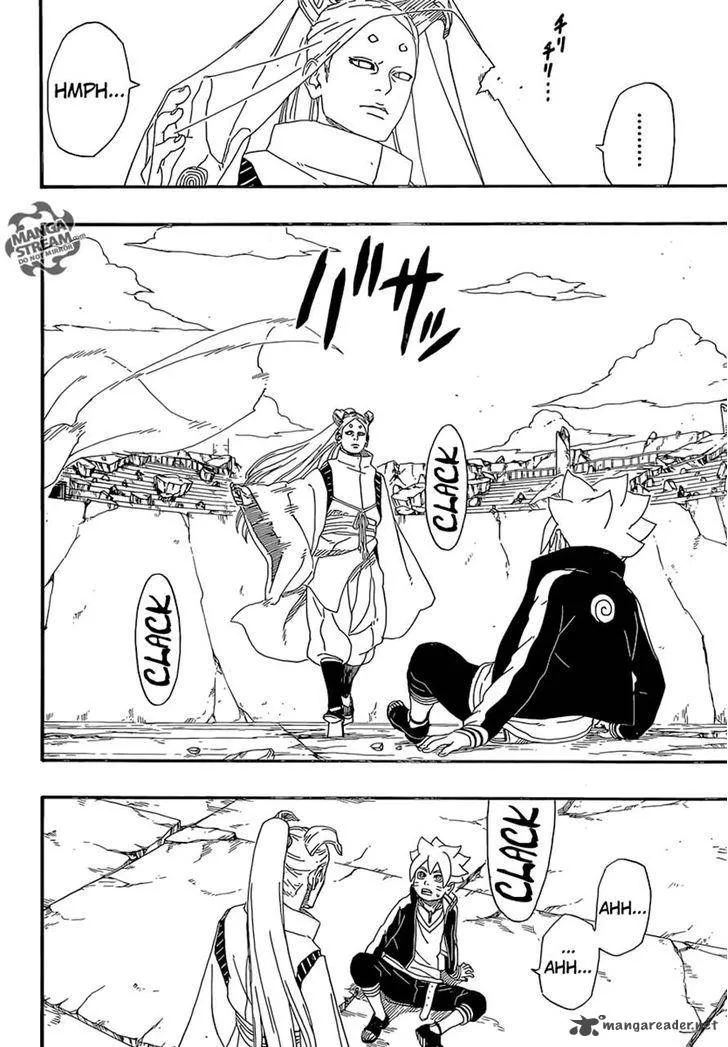 HMPH...
チリ
チリ
...
.........
MANGA
STREAM.com
DO NOT MIRROR
バサッ
CLACK
CLACK
CLACK
AHH...
...
AHH...
mangareader.net